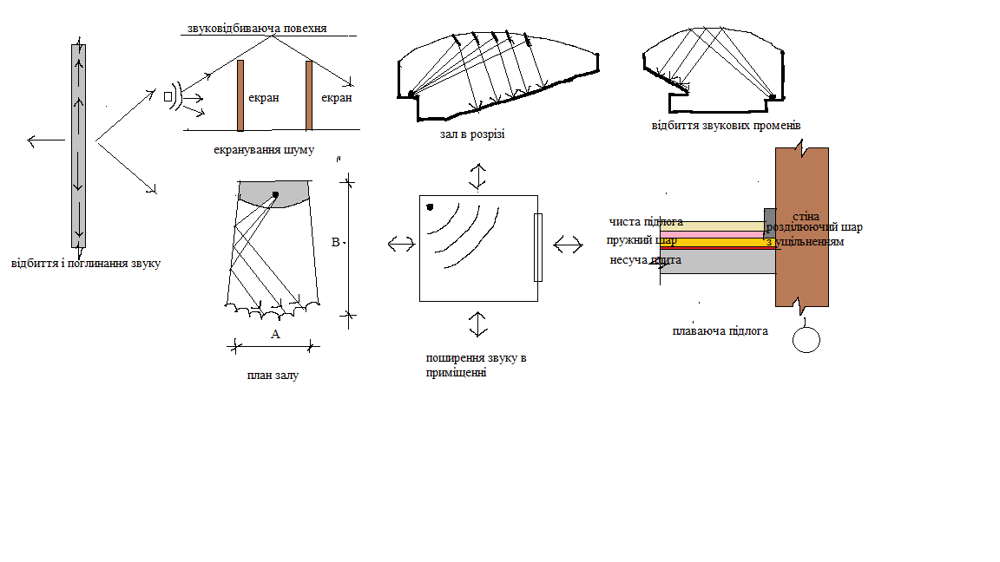 звуковідбиваюча повехня
екран
екран
екранування шуму
відбиття і поглинання звуку
зал в розрізі
відбиття звукових променів
В
А
план залу
поширення звуку в
приміщенні
стіна
чиста підлога
розділюючий шар
пружний шар
з ущільненням
несуча плита
плаваюча підлога